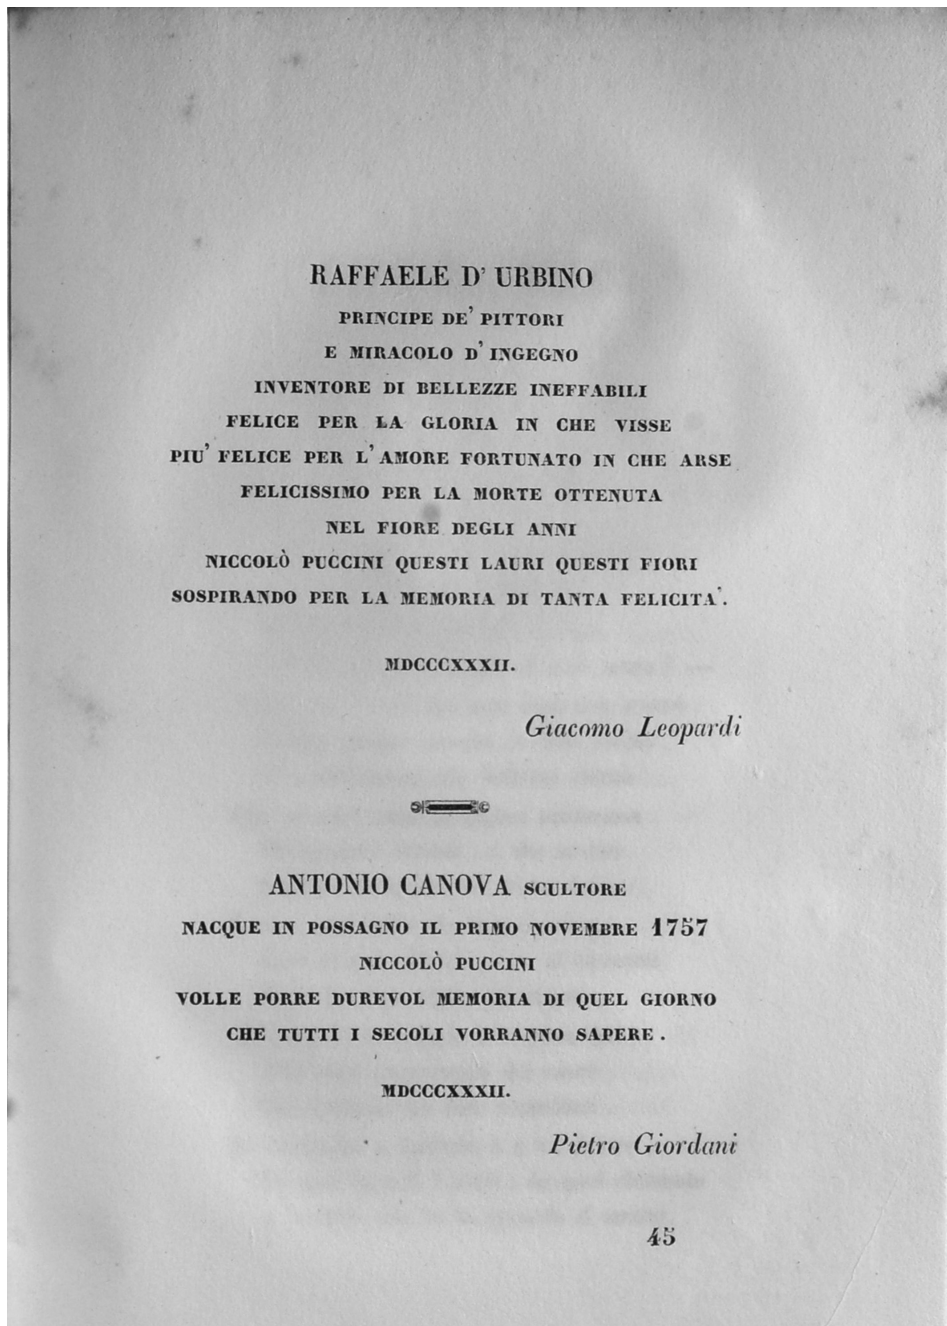 RAFFAELE D' URBINO
PRINCIPE DE' PITTORI
E MIRACOLO D' INGEGNO
INVENTORE DI BELLEZZE INEFFABILI
FELICE PER LA GLORIA IN CHE VISSE
PIU' FELICE PER L' AMORE FORTUNATO IN CHE ARSE
FELICISSIMO PER LA MORTE OTTENUTA
NEL FIORE DEGLI ANNI
NICCOLÒ PUCCINI QUESTI LAURI QUESTI FIORI
SOSPIRANDO PER LA MEMORIA DI TANTA FELICITA'.
MDCCCXXXII.
Giacomo Leopardi
ANTONIO CANOVA SCULTORE
NACQUE IN POSSAGNO IL PRIMO NOVEMBRE 1757
NICCOLÒ PUCCINI
VOLLE PORRE DUREVOL MEMORIA DI QUEL GIORNO
CHE TUTTI I SECOLI VORRANNO SAPERE .
MDCCCXXXII.
Pietro Giordani
45